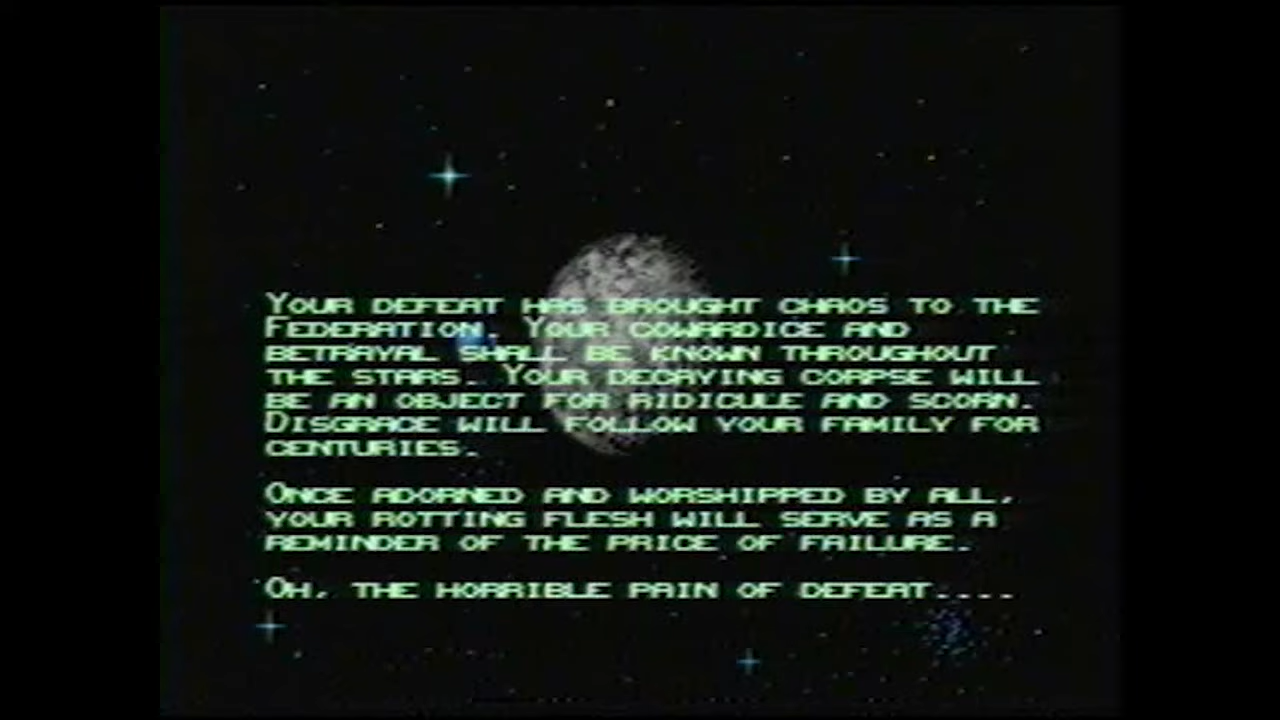 Your defeat has brought chaos to the
Federation. Your cowardice and
betrayal shall be known throughout
the stars. Your decaying corpse will
be an object for ridicule and scorn.
Disgrace will follow your family for
centuries.
Once adorned and worshipped by all,
your rotting flesh will serve as a
reminder of the price of failure.
Oh, the horrible pain of defeat....